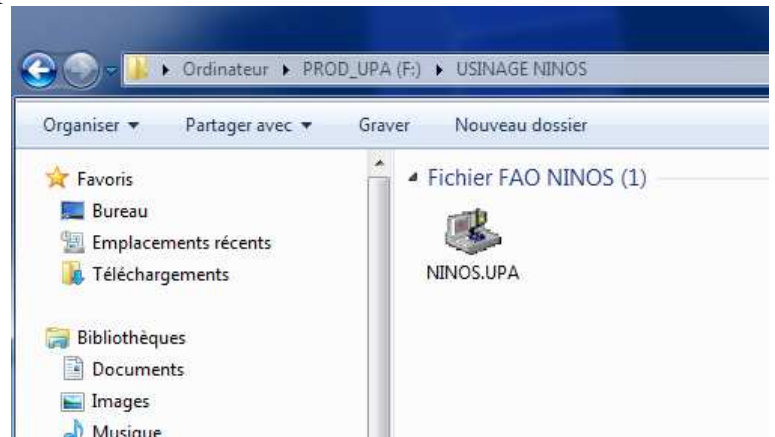 Ordinateur PROD_UPA (F:) USINAGE NINOS
Organiser Partager avec Graver Nouveau dossier
Favoris
Bureau
Emplacements récents
Téléchargements
Bibliothèques
Documents
Images
Musique
Fichier FAO NINOS (1)
NINOS.UPA